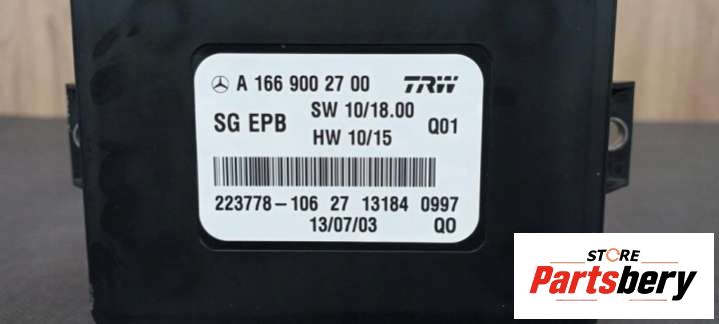 A 166 900 27 00 TRW
SW 10/18.00
SG EPB Q01
HW 10/15
223778-106 27 13184 0997
13/07/03 QO
STORE
Partsbery